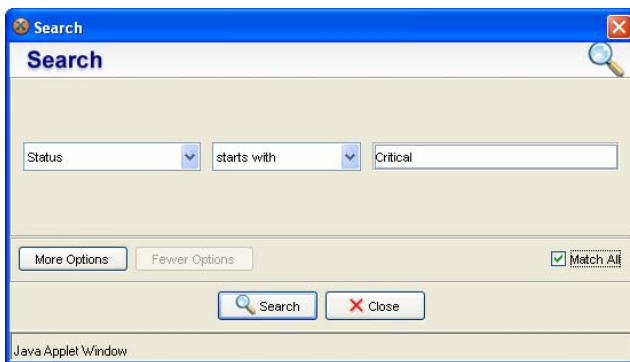 Search
Search
Status starts with Critical
More Options Fewer Options Match All
Search Close
Java Applet Window